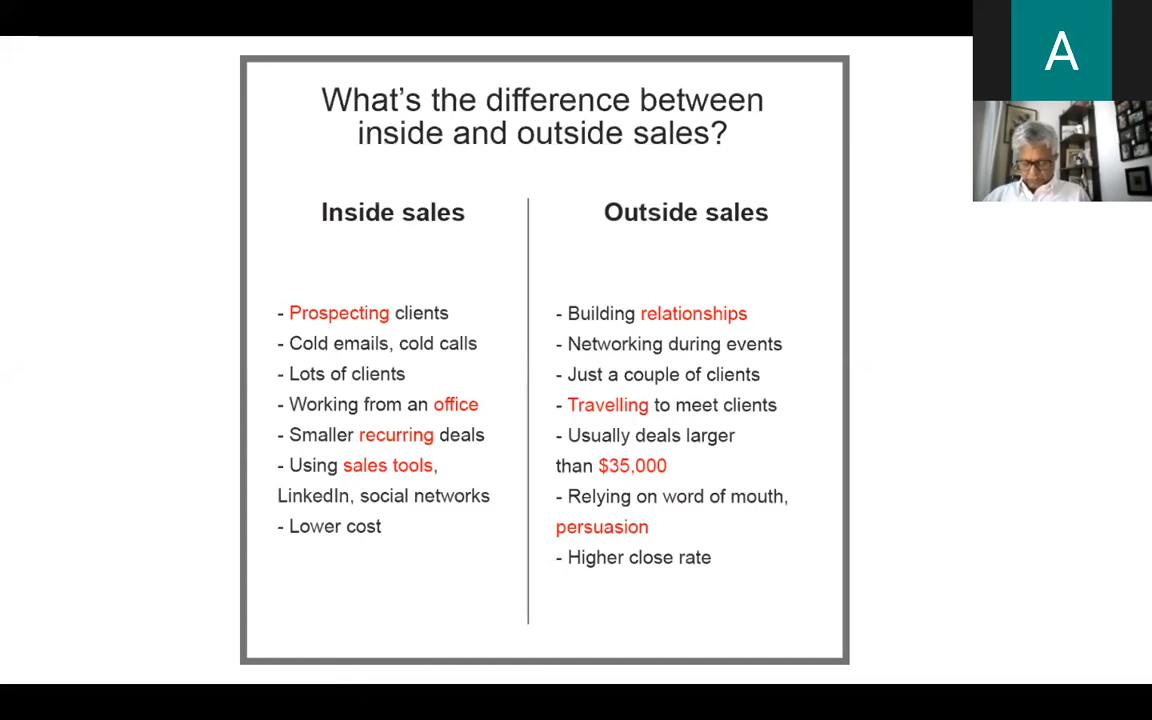 A
What's the difference between
inside and outside sales?
Inside sales
- Prospecting clients
- Cold emails, cold calls
- Lots of clients
- Working from an office
- Smaller recurring deals
- Using sales tools,
LinkedIn, social networks
- Lower cost
Outside sales
- Building relationships
- Networking during events
- Just a couple of clients
- Travelling to meet clients
- Usually deals larger
than $35,000
- Relying on word of mouth,
persuasion
- Higher close rate